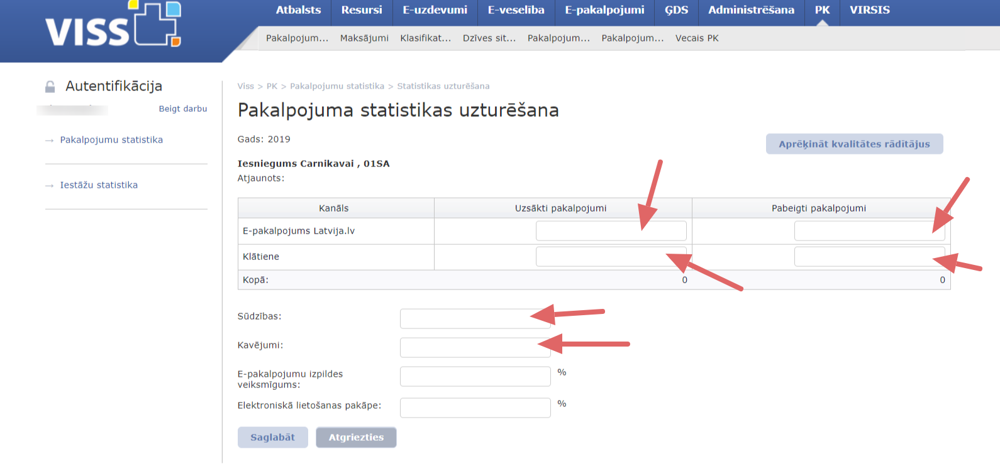 VISS
Atbalsts Resursi E-uzdevumi E-veselība E-pakalpojumi ĢDS Administrēšana PK VIRSIS
Pakalpojum... Maksājumi Klasifikat... Dzīves sit... Pakalpojum... Pakalpojum... Vecais PK
Autentifikācija
Beigt darbu
Pakalpojumu statistika
Iestāžu statistika
Viss > PK > Pakalpojumu statistika > Statistikas uzturēšana
Pakalpojuma statistikas uzturēšana
Gads: 2019
Aprēķināt kvalitātes rādītājus
Iesniegums Carnikavai , 01SA
Atjaunots:
Kanāls Uzsākti pakalpojumi Pabeigti pakalpojumi
E-pakalpojums Latvija.lv
Klātiene
Kopā: 0 0
Sūdzības:
Kavējumi:
E-pakalpojumu izpildes %
veiksmīgums:
Elektroniskā lietošanas pakāpe: %
Saglabāt Atgriezties